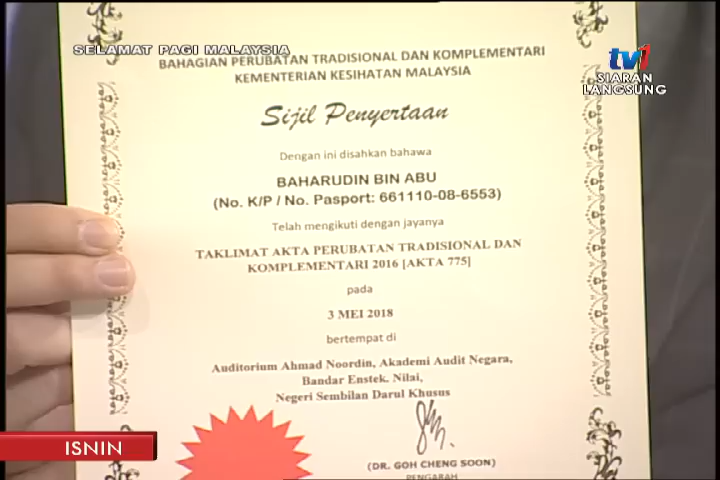 SELAMAT PAGI MALAYSIA
tv1
SIARAN
LANGSUNG
BAHAGIAN PERUBATAN TRADISIONAL DAN KOMPLEMENTARI
KEMENTERIAN KESIHATAN MALAYSIA
Sijil Penyertaan
Dengan ini disahkan bahawa
BAHARUDIN BIN ABU
(No. K/P / No. Pasport: 661110-08-6553)
Telah mengikuti dengan jayanya
TAKLIMAT AKTA PERUBATAN TRADISIONAL DAN
KOMPLEMENTARI 2016 [AKTA 775]
pada
3 MEI 2018
bertempat di
Auditorium Ahmad Noordin, Akademi Audit Negara,
Bandar Enstek. Nilai,
Negeri Sembilan Darul Khusus
(DR. GOH CHENG SOON)
PENGARAH
ISNIN